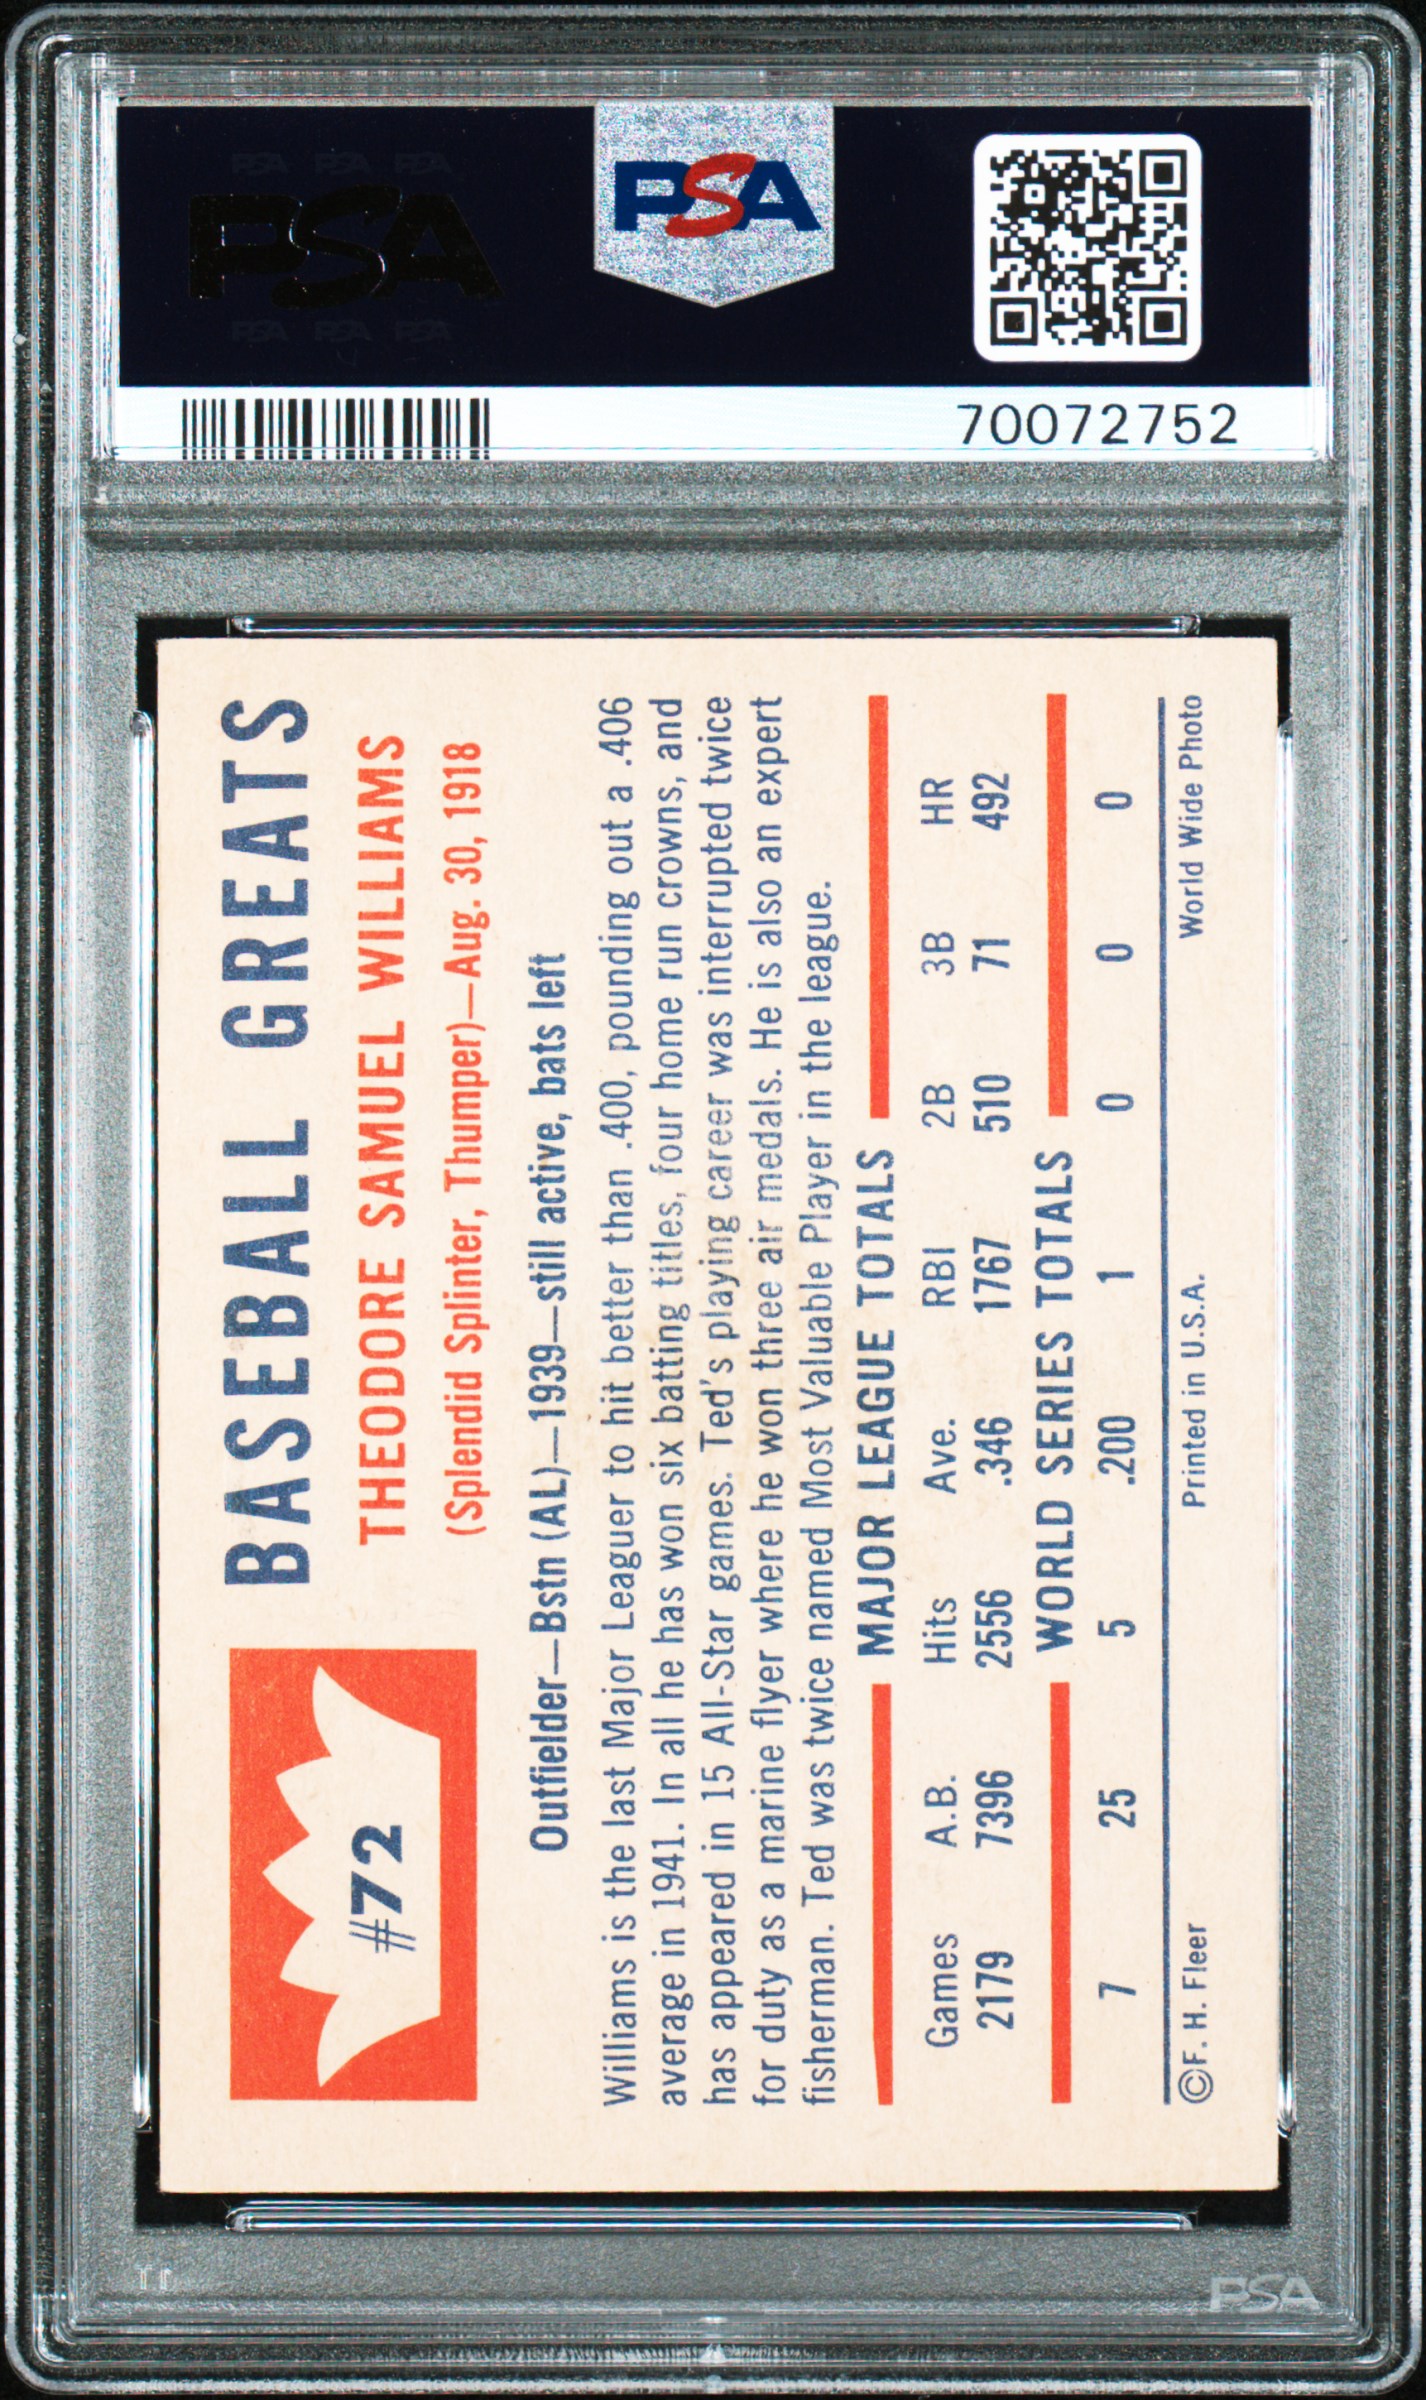 PSA PSA PSA
PSA
PSA PSA PSA
PSA
70072752
#72
BASEBALL GREATS
THEODORE SAMUEL WILLIAMS
(Splendid Splinter, Thumper)—Aug. 30, 1918
Outfielder—Bstn (AL)—1939—still active, bats left
Williams is the last Major Leaguer to hit better than .400, pounding out a .406
average in 1941. In all he has won six batting titles, four home run crowns, and
has appeared in 15 All-Star games. Ted's playing career was interrupted twice
for duty as a marine flyer where he won three air medals. He is also an expert
fisherman. Ted was twice named Most Valuable Player in the league.
MAJOR LEAGUE TOTALS
Games A.B. Hits Ave. RBI 2B 3B HR
2179 7396 2556 .346 1767 510 71 492
WORLD SERIES TOTALS
7 25 5 .200 1 0 0 0
©F. H. Fleer Printed in U.S.A. World Wide Photo
PSA